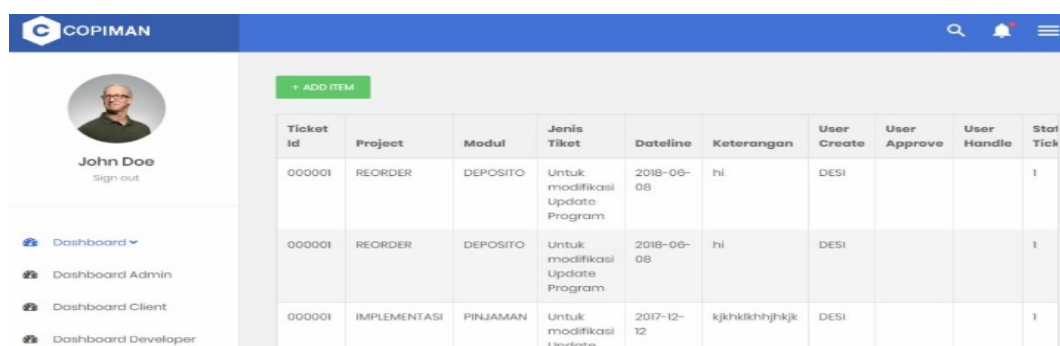 C COPIMAN
John Doe
Sign out
Dashboard
Dashboard Admin
Dashboard Client
Dashboard Developer
+ ADD ITEM
Ticket Id Project Modul Jenis Tiket Dateline Keterangan User Create User Approve User Handle Stat Tick
000001 REORDER DEPOSITO Untuk modifikasi Update Program 2018-06-08 hi DESI 1
000001 REORDER DEPOSITO Untuk modifikasi Update Program 2018-06-08 hi DESI 1
000001 IMPLEMENTASI PINJAMAN Untuk modifikasi Update 2017-12-12 DESI 1